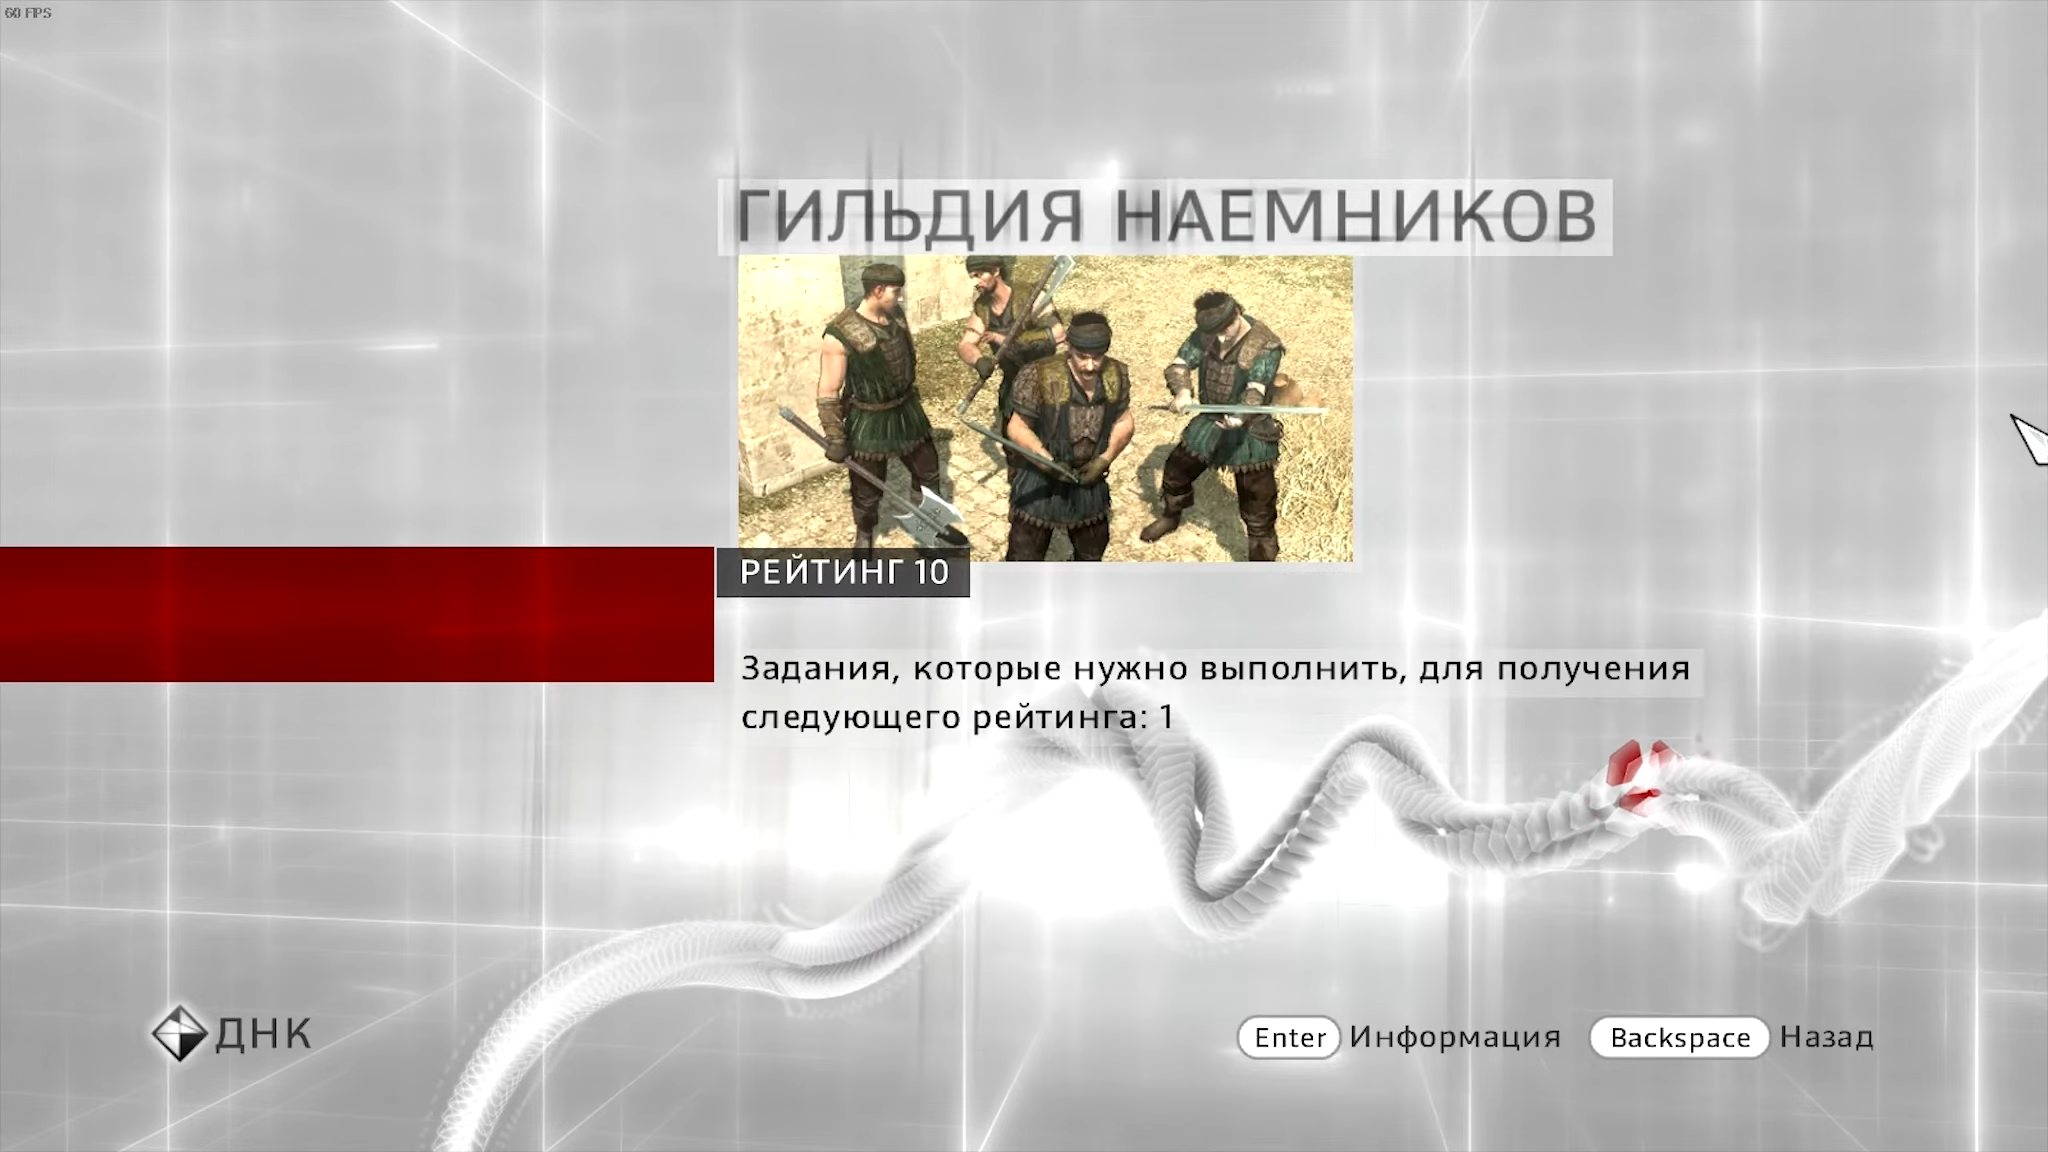 60 FPS
ГИЛЬДИЯ НАЕМНИКОВ
РЕЙТИНГ 10
Задания, которые нужно выполнить, для получения
следующего рейтинга: 1
ДНК
Enter Информация Backspace Назад